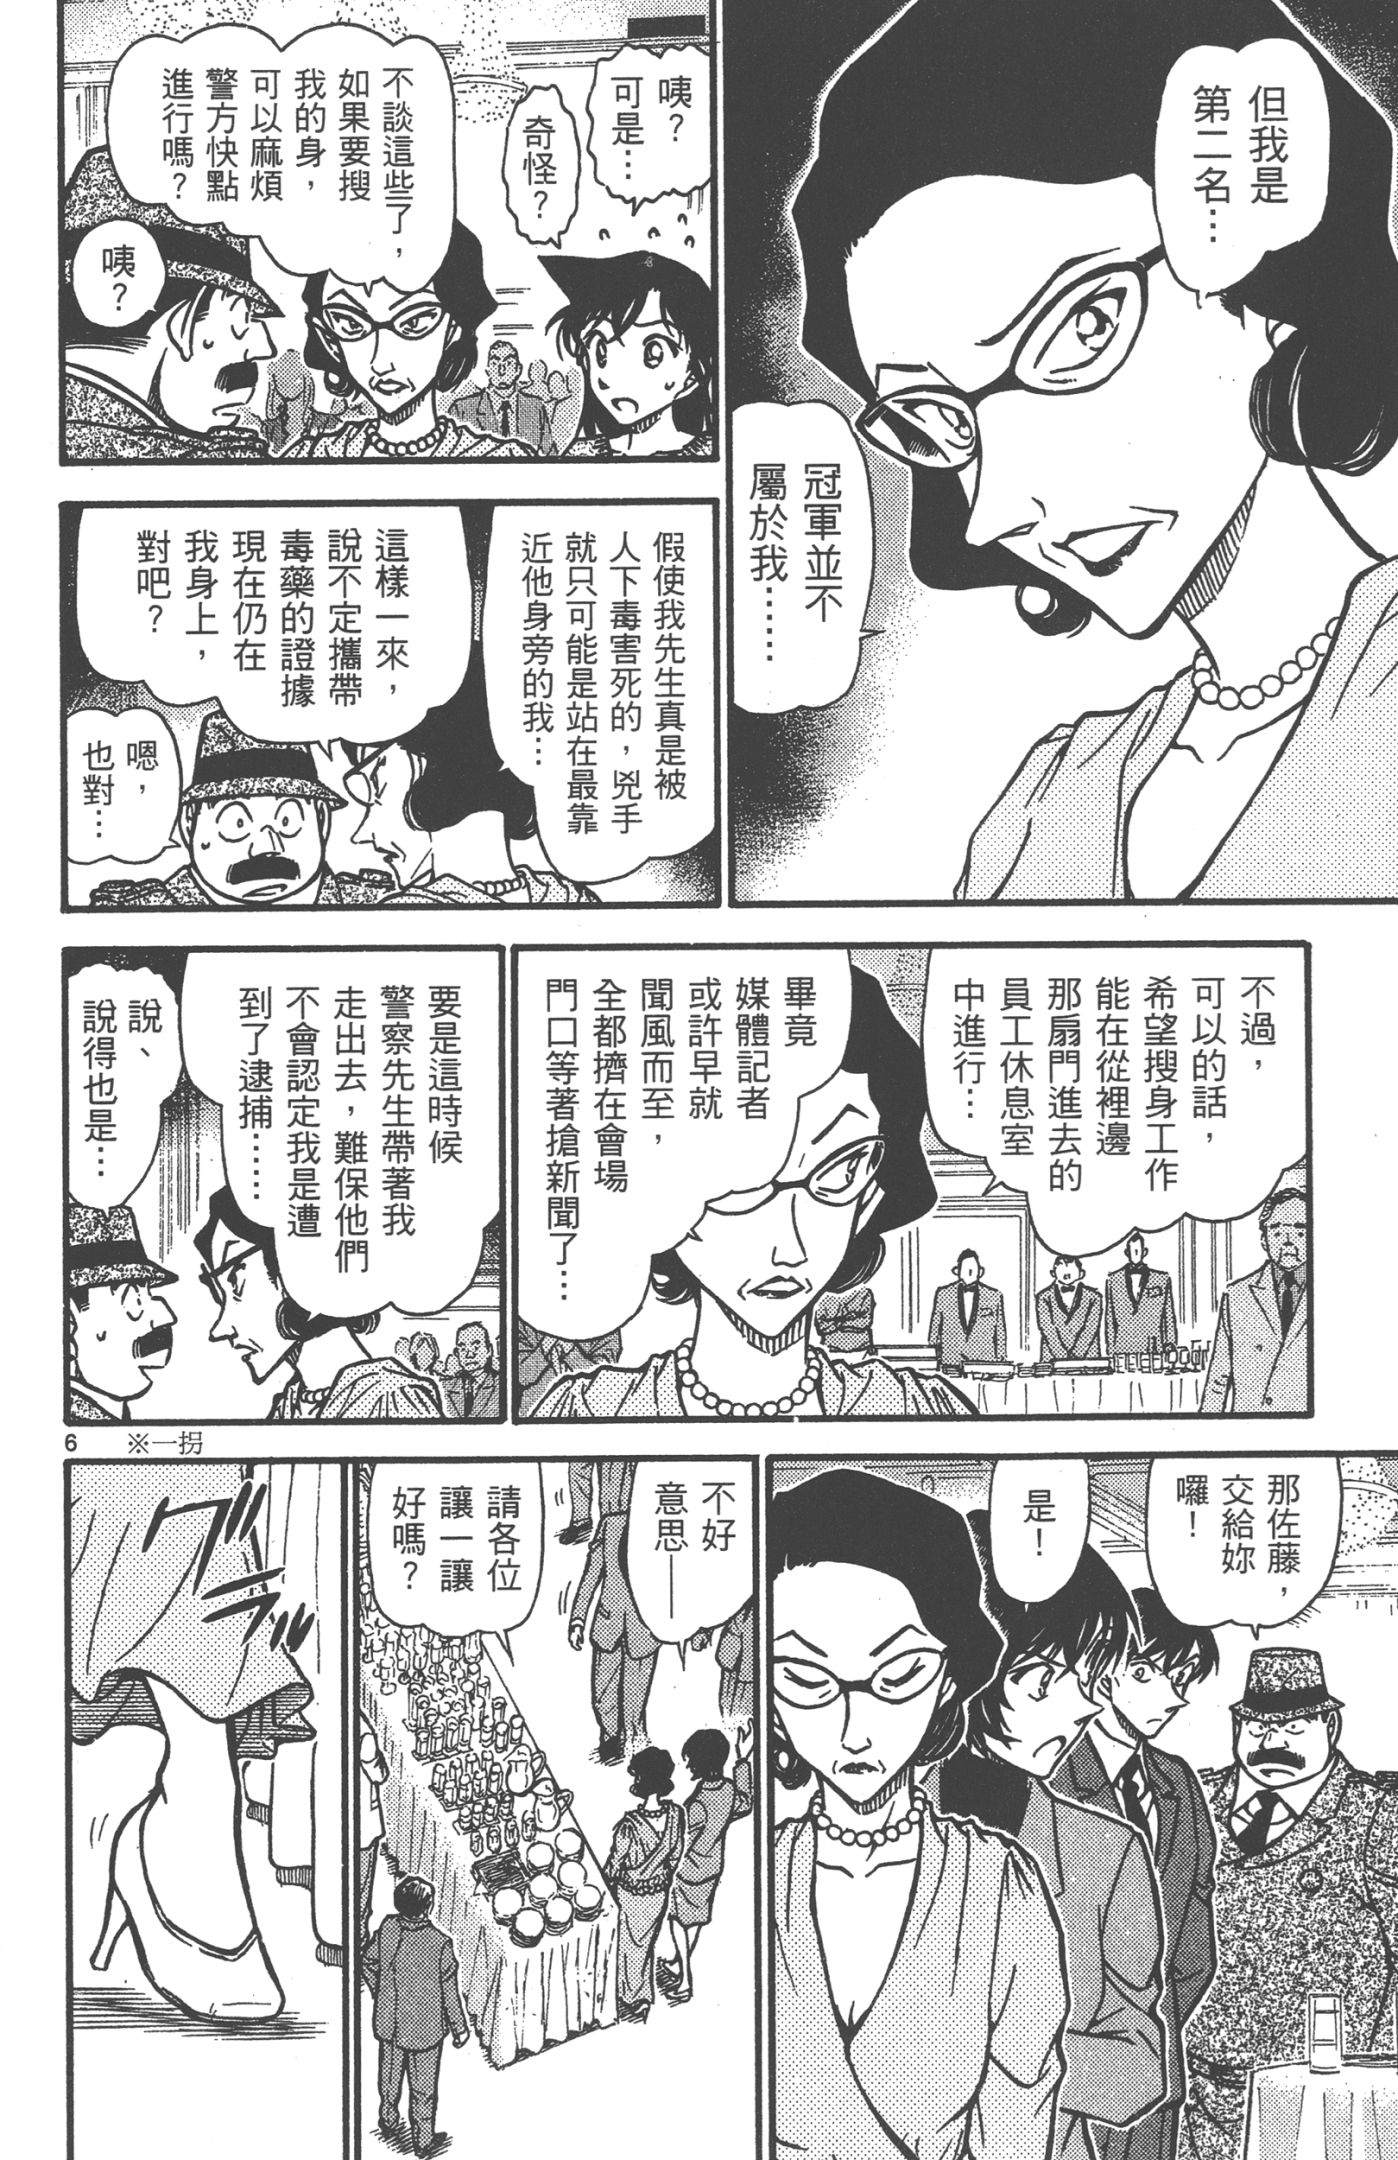 但我是
第二名…
冠軍並不
屬於我……
咦？
可是…
奇怪？
不談這些了，
如果要搜
我的身，
可以麻煩
警方快點
進行嗎？
咦？
假使我先生真是被
人下毒害死的，兇手
就只可能是站在最靠
近他身旁的我…
這樣一來，
說不定攜帶
毒藥的證據
現在仍在
我身上，
對吧？
嗯，
也對…
不過，
可以的話，
希望搜身工作
能在從裡邊
那扇門進去的
員工休息室
中進行…
畢竟
媒體記者
或許早就
聞風而至，
全都擠在會場
門口等著搶新聞了…
要是這時候
警察先生帶著我
走出去，難保他們
不會認定我是遭
到了逮捕……
說、
說得也是…
6
※一拐
那佐藤，
交給妳
囉！
是！
不好
意思──
請各位
讓一讓
好嗎？
グギッ